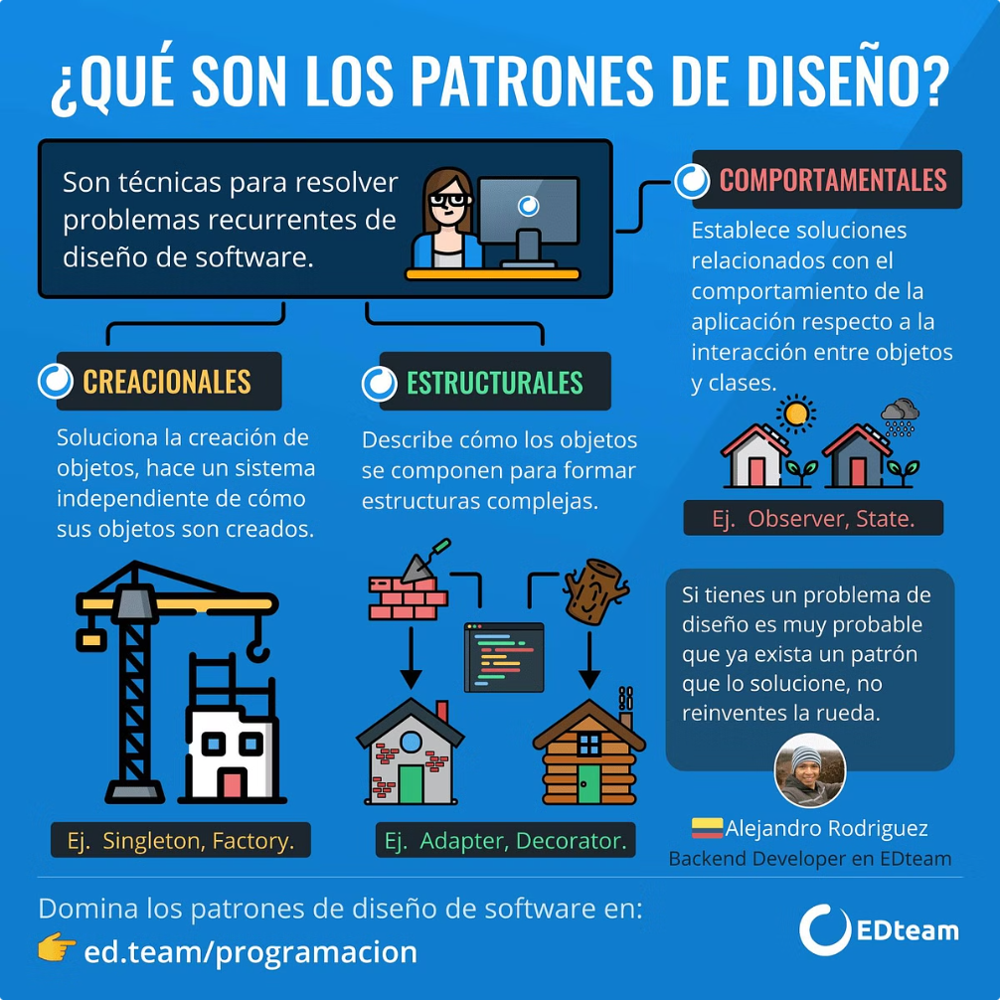 ¿QUÉ SON LOS PATRONES DE DISEÑO?
Son técnicas para resolver
problemas recurrentes de
diseño de software.
CREACIONALES
Soluciona la creación de
objetos, hace un sistema
independiente de cómo
sus objetos son creados.
Ej. Singleton, Factory.
ESTRUCTURALES
Describe cómo los objetos
se componen para formar
estructuras complejas.
Ej. Adapter, Decorator.
COMPORTAMENTALES
Establece soluciones
relacionados con el
comportamiento de la
aplicación respecto a la
interacción entre objetos
y clases.
Ej. Observer, State.
Si tienes un problema de
diseño es muy probable
que ya exista un patrón
que lo solucione, no
reinventes la rueda.
Alejandro Rodriguez
Backend Developer en EDteam
Domina los patrones de diseño de software en:
ed.team/programacion
EDteam